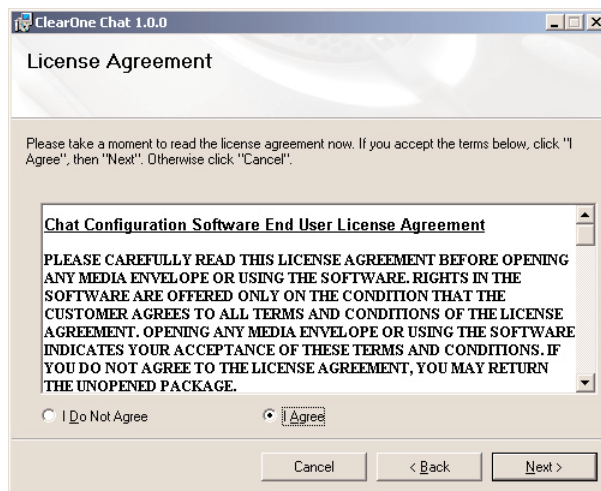 ClearOne Chat 1.0.0
License Agreement
Please take a moment to read the license agreement now. If you accept the terms below, click "I
Agree", then "Next". Otherwise click "Cancel".
Chat Configuration Software End User License Agreement
PLEASE CAREFULLY READ THIS LICENSE AGREEMENT BEFORE OPENING
ANY MEDIA ENVELOPE OR USING THE SOFTWARE. RIGHTS IN THE
SOFTWARE ARE OFFERED ONLY ON THE CONDITION THAT THE
CUSTOMER AGREES TO ALL TERMS AND CONDITIONS OF THE LICENSE
AGREEMENT. OPENING ANY MEDIA ENVELOPE OR USING THE SOFTWARE
INDICATES YOUR ACCEPTANCE OF THESE TERMS AND CONDITIONS. IF
YOU DO NOT AGREE TO THE LICENSE AGREEMENT, YOU MAY RETURN
THE UNOPENED PACKAGE.
I Do Not Agree I Agree
Cancel < Back Next >